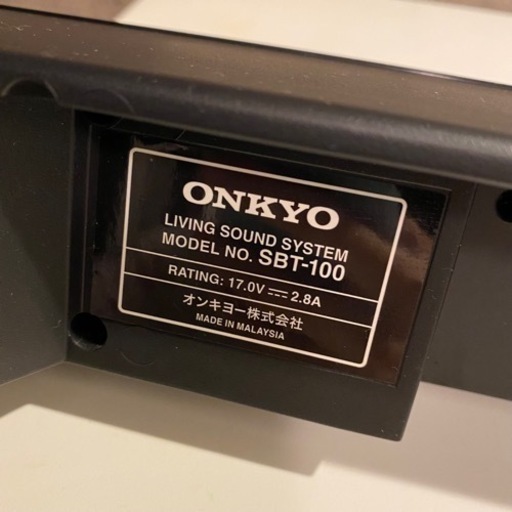 ONKYO
LIVING SOUND SYSTEM
MODEL NO. SBT-100
RATING: 17.0V ⎓ 2.8A
オンキヨー株式会社
MADE IN MALAYSIA